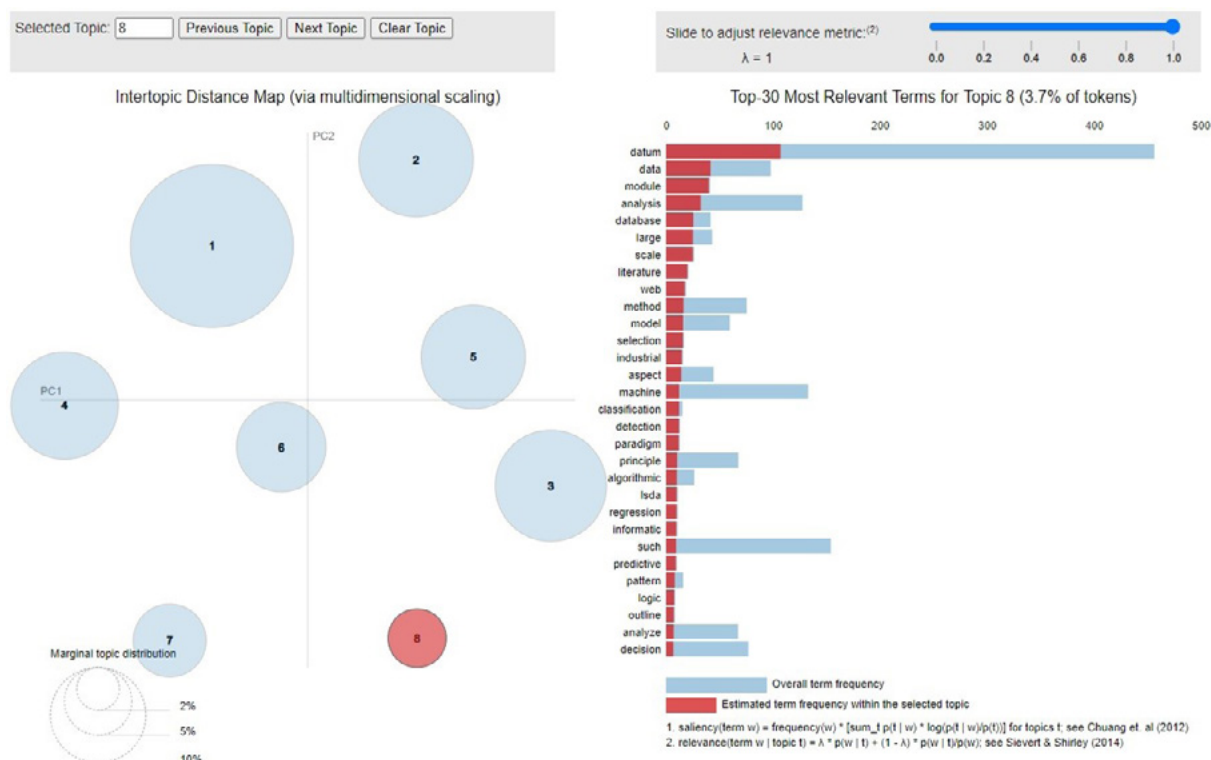 Selected Topic: 8 Previous Topic Next Topic Clear Topic
Slide to adjust relevance metric:(2)
λ = 1
0.0 0.2 0.4 0.6 0.8 1.0
Intertopic Distance Map (via multidimensional scaling)
PC2
PC1
1
2
3
4
5
6
7
8
Marginal topic distribution
2%
5%
10%
Top-30 Most Relevant Terms for Topic 8 (3.7% of tokens)
0 100 200 300 400 500
datum
data
module
analysis
database
large
scale
literature
web
method
model
selection
industrial
aspect
machine
classification
detection
paradigm
principle
algorithmic
lsda
regression
informatic
such
predictive
pattern
logic
outline
analyze
decision
Overall term frequency
Estimated term frequency within the selected topic
1. saliency(term w) = frequency(w) * [sum_t p(t | w) * log(p(t | w)/p(t))] for topics t; see Chuang et. al (2012)
2. relevance(term w | topic t) = λ * p(w | t) + (1 - λ) * p(w | t)/p(w); see Sievert & Shirley (2014)